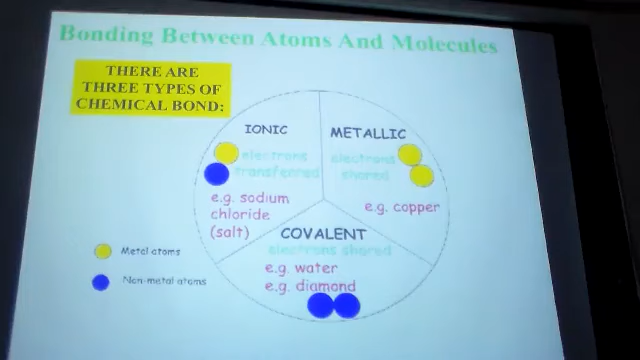 Bonding Between Atoms And Molecules
THERE ARE
THREE TYPES OF
CHEMICAL BOND:
IONIC
electrons
transferred
e.g. sodium
chloride
(salt)
METALLIC
electrons
shared
e.g. copper
COVALENT
electrons shared
e.g. water
e.g. diamond
Metal atoms
Non-metal atoms